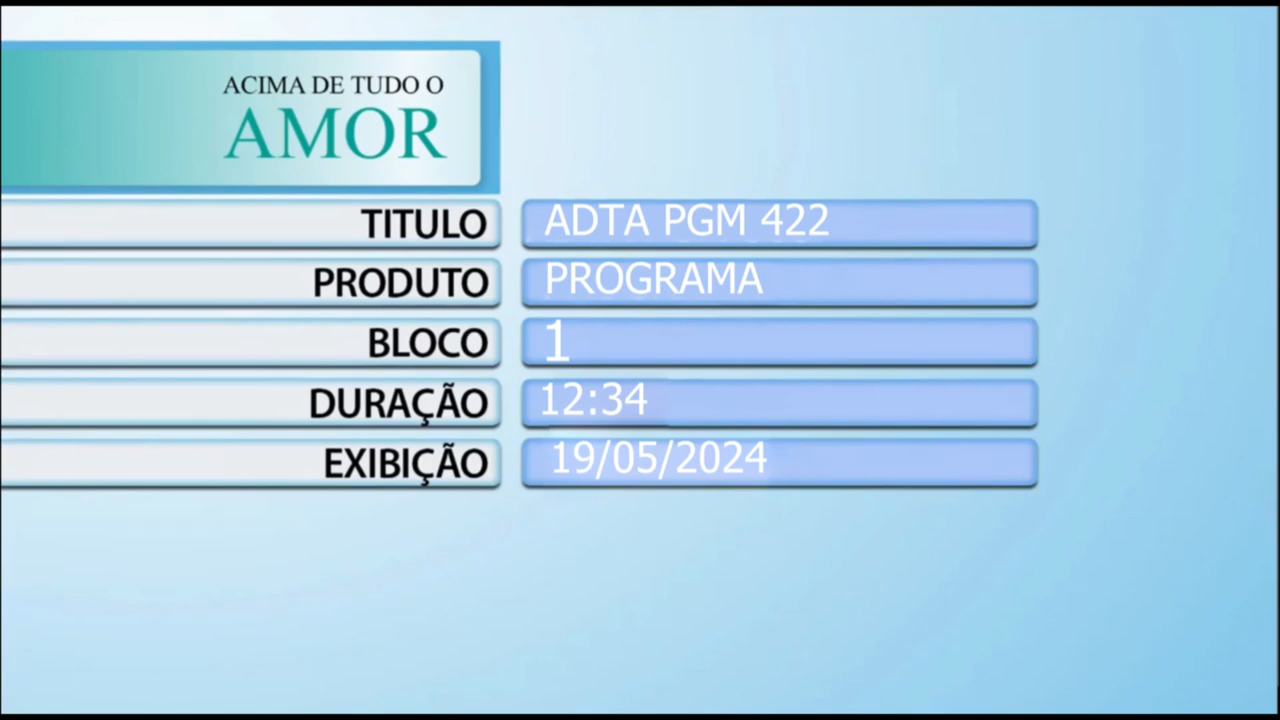 ACIMA DE TUDO O
AMOR
TITULO ADTA PGM 422
PRODUTO PROGRAMA
BLOCO 1
DURAÇÃO 12:34
EXIBIÇÃO 19/05/2024